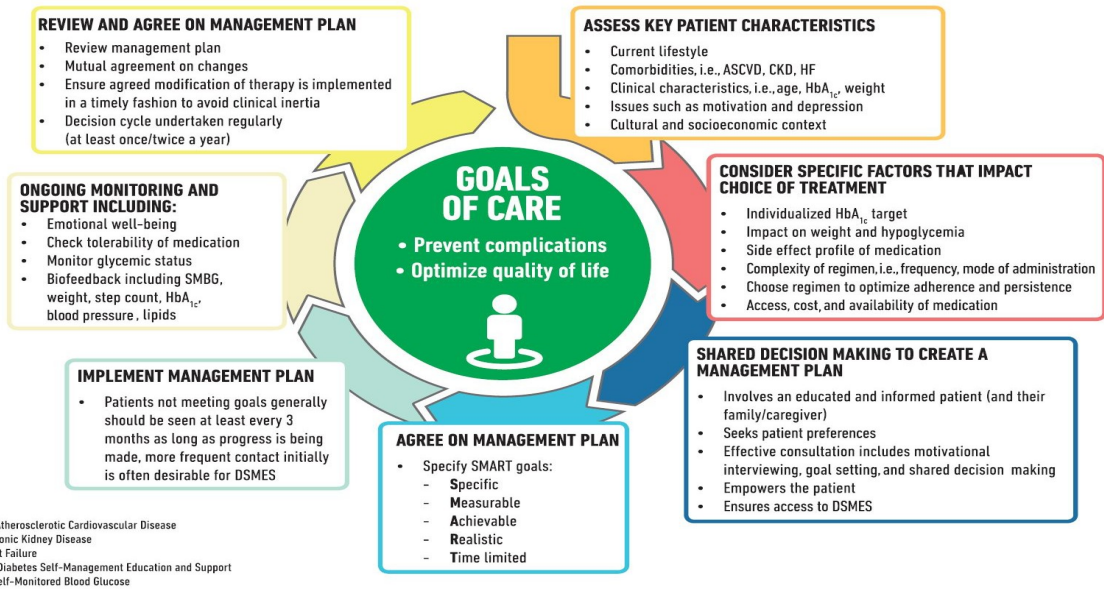 REVIEW AND AGREE ON MANAGEMENT PLAN
• Review management plan
• Mutual agreement on changes
• Ensure agreed modification of therapy is implemented
in a timely fashion to avoid clinical inertia
• Decision cycle undertaken regularly
(at least once/twice a year)
ASSESS KEY PATIENT CHARACTERISTICS
• Current lifestyle
• Comorbidities, i.e., ASCVD, CKD, HF
• Clinical characteristics, i.e., age, HbA1c, weight
• Issues such as motivation and depression
• Cultural and socioeconomic context
CONSIDER SPECIFIC FACTORS THAT IMPACT
CHOICE OF TREATMENT
• Individualized HbA1c target
• Impact on weight and hypoglycemia
• Side effect profile of medication
• Complexity of regimen, i.e., frequency, mode of administration
• Choose regimen to optimize adherence and persistence
• Access, cost, and availability of medication
SHARED DECISION MAKING TO CREATE A
MANAGEMENT PLAN
• Involves an educated and informed patient (and their
family/caregiver)
• Seeks patient preferences
• Effective consultation includes motivational
interviewing, goal setting, and shared decision making
• Empowers the patient
• Ensures access to DSMES
AGREE ON MANAGEMENT PLAN
• Specify SMART goals:
- Specific
- Measurable
- Achievable
- Realistic
- Time limited
IMPLEMENT MANAGEMENT PLAN
• Patients not meeting goals generally
should be seen at least every 3
months as long as progress is being
made, more frequent contact initially
is often desirable for DSMES
ONGOING MONITORING AND
SUPPORT INCLUDING:
• Emotional well-being
• Check tolerability of medication
• Monitor glycemic status
• Biofeedback including SMBG,
weight, step count, HbA1c,
blood pressure, lipids
GOALS
OF CARE
• Prevent complications
• Optimize quality of life
Atherosclerotic Cardiovascular Disease
Kidney Disease
Failure
Diabetes Self-Management Education and Support
Self-Monitored Blood Glucose